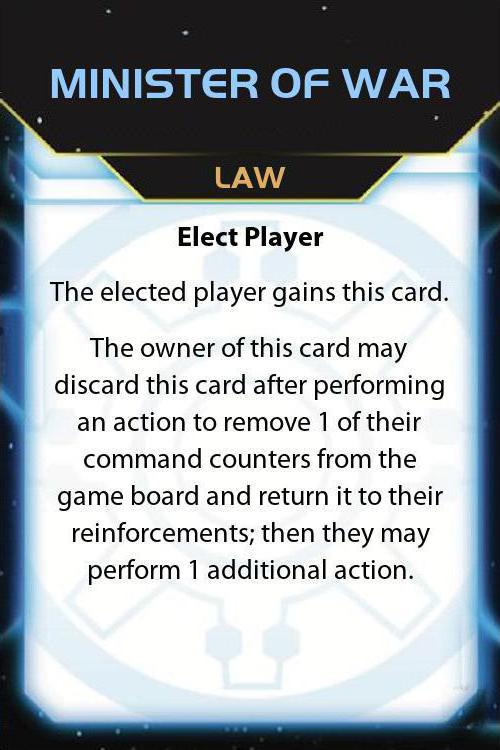 MINISTER OF WAR
LAW
Elect Player
The elected player gains this card.
The owner of this card may
discard this card after performing
an action to remove 1 of their
command counters from the
game board and return it to their
reinforcements; then they may
perform 1 additional action.